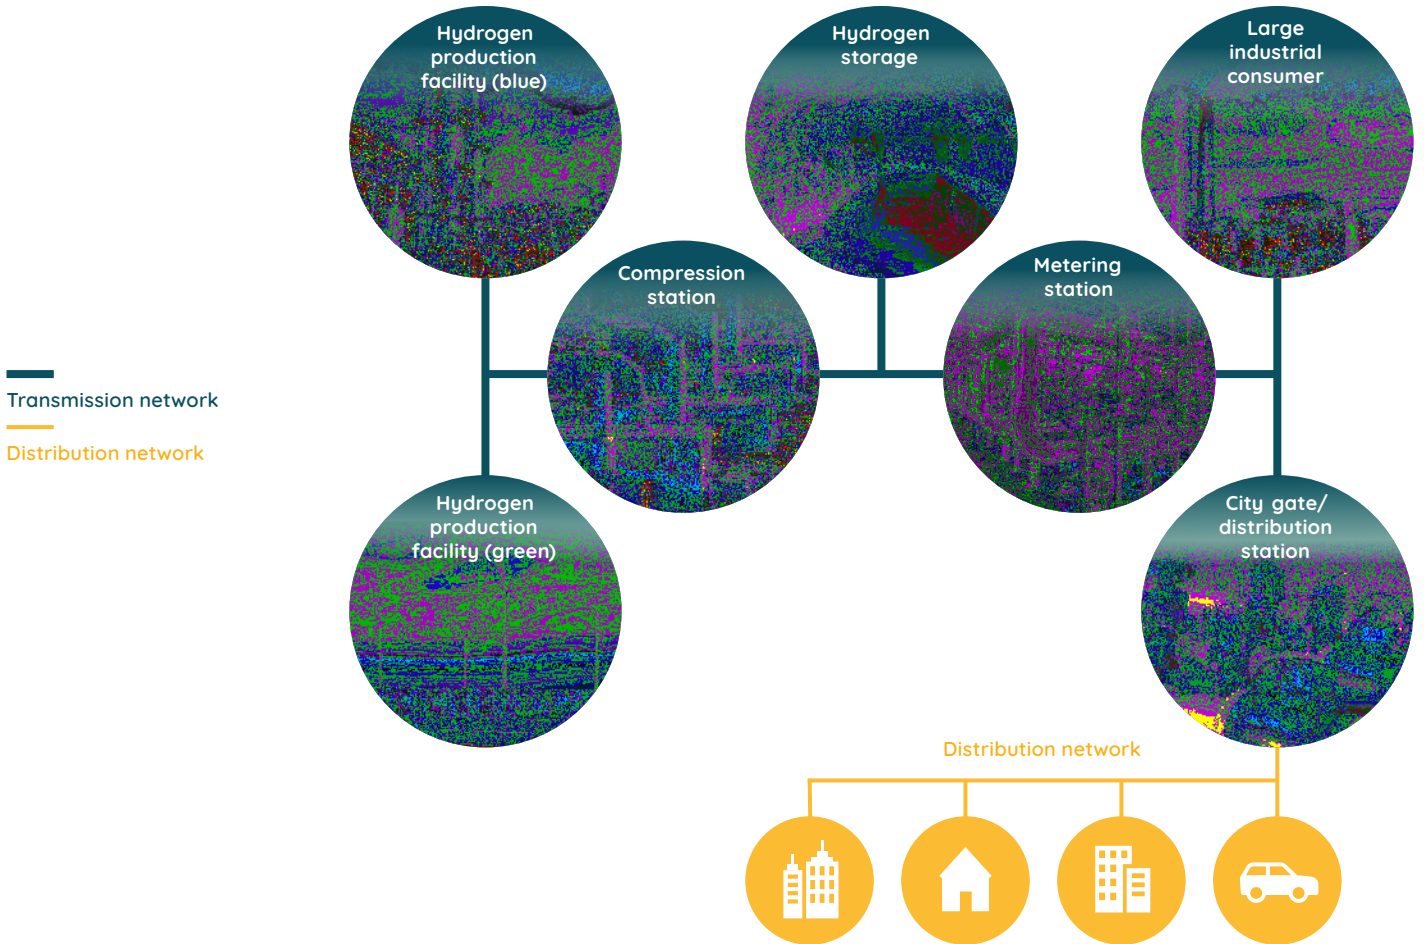 Hydrogen
production
facility (blue)
Hydrogen
storage
Large
industrial
consumer
Compression
station
Metering
station
Transmission network
Distribution network
Hydrogen
production
facility (green)
City gate/
distribution
station
Distribution network